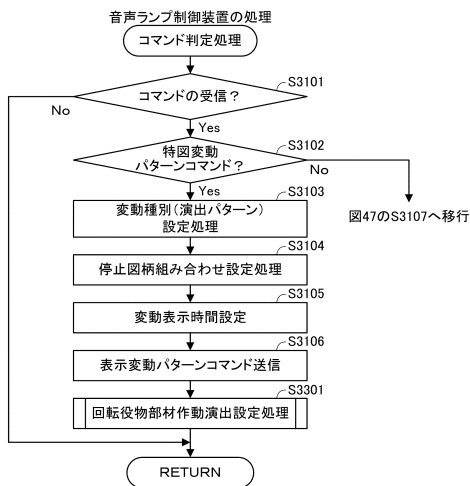 音声ランプ制御装置の処理
コマンド判定処理
S3101
コマンドの受信？
No
Yes
S3102
特図変動
パターンコマンド？
No
Yes
S3103
変動種別（演出パターン）
設定処理
図47のS3107へ移行
S3104
停止図柄組み合わせ設定処理
S3105
変動表示時間設定
S3106
表示変動パターンコマンド送信
S3301
回転役物部材作動演出設定処理
RETURN